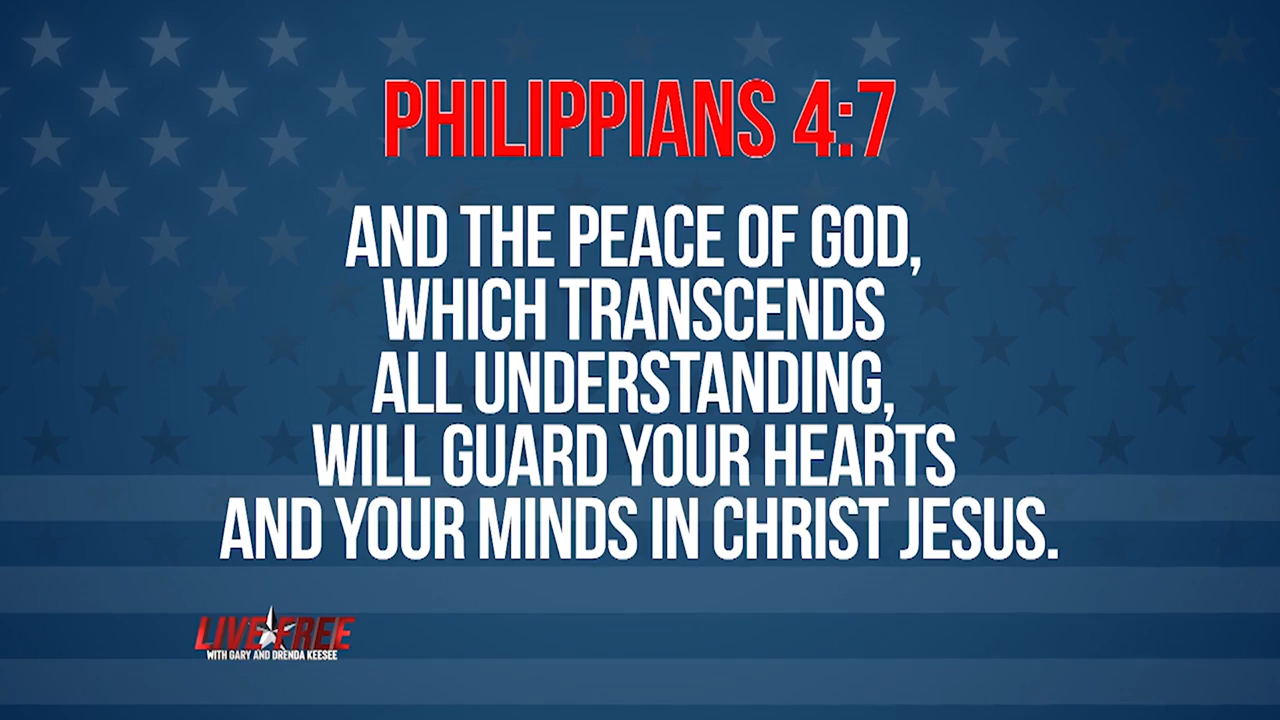 PHILIPPIANS 4:7
AND THE PEACE OF GOD,
WHICH TRANSCENDS
ALL UNDERSTANDING,
WILL GUARD YOUR HEARTS
AND YOUR MINDS IN CHRIST JESUS.
LIVE FREE
WITH GARY AND DRENDA KEESEE